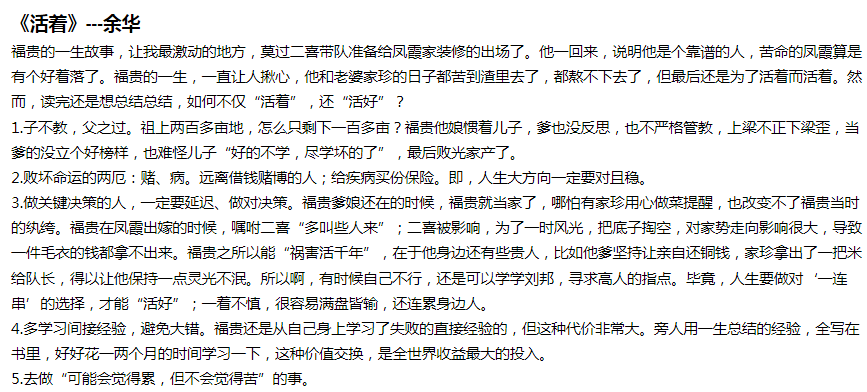 《活着》---余华
福贵的一生故事，让我最激动的地方，莫过二喜带队准备给凤霞家装修的出场了。他一回来，说明他是个靠谱的人，苦命的凤霞算是
有个好着落了。福贵的一生，一直让人揪心，他和老婆家珍的日子都苦到渣里去了，都熬不下去了，但最后还是为了活着而活着。然
而，读完还是想总结总结，如何不仅“活着”，还“活好”？
1.子不教，父之过。祖上两百多亩地，怎么只剩下一百多亩？福贵他娘惯着儿子，爹也没反思，也不严格管教，上梁不正下梁歪，当
爹的没立个好榜样，也难怪儿子“好的不学，尽学坏的了”，最后败光家产了。
2.败坏命运的两厄：赌、病。远离借钱赌博的人；给疾病买份保险。即，人生大方向一定要对且稳。
3.做关键决策的人，一定要延迟、做对决策。福贵爹娘还在的时候，福贵就当家了，哪怕有家珍用心做菜提醒，也改变不了福贵当时
的纨绔。福贵在凤霞出嫁的时候，嘱咐二喜“多叫些人来”；二喜被影响，为了一时风光，把底子掏空，对家势走向影响很大，导致
一件毛衣的钱都拿不出来。福贵之所以能“祸害活千年”，在于他身边还有些贵人，比如他爹坚持让亲自还铜钱，家珍拿出了一把米
给队长，得以让他保持一点灵光不泯。所以啊，有时候自己不行，还是可以学学刘邦，寻求高人的指点。毕竟，人生要做对‘一连
串’的选择，才能“活好”；一着不慎，很容易满盘皆输，还连累身边人。
4.多学习间接经验，避免大错。福贵还是从自己身上学习了失败的直接经验的，但这种代价非常大。旁人用一生总结的经验，全写在
书里，好好花一两个月的时间学习一下，这种价值交换，是全世界收益最大的投入。
5.去做“可能会觉得累，但不会觉得苦”的事。